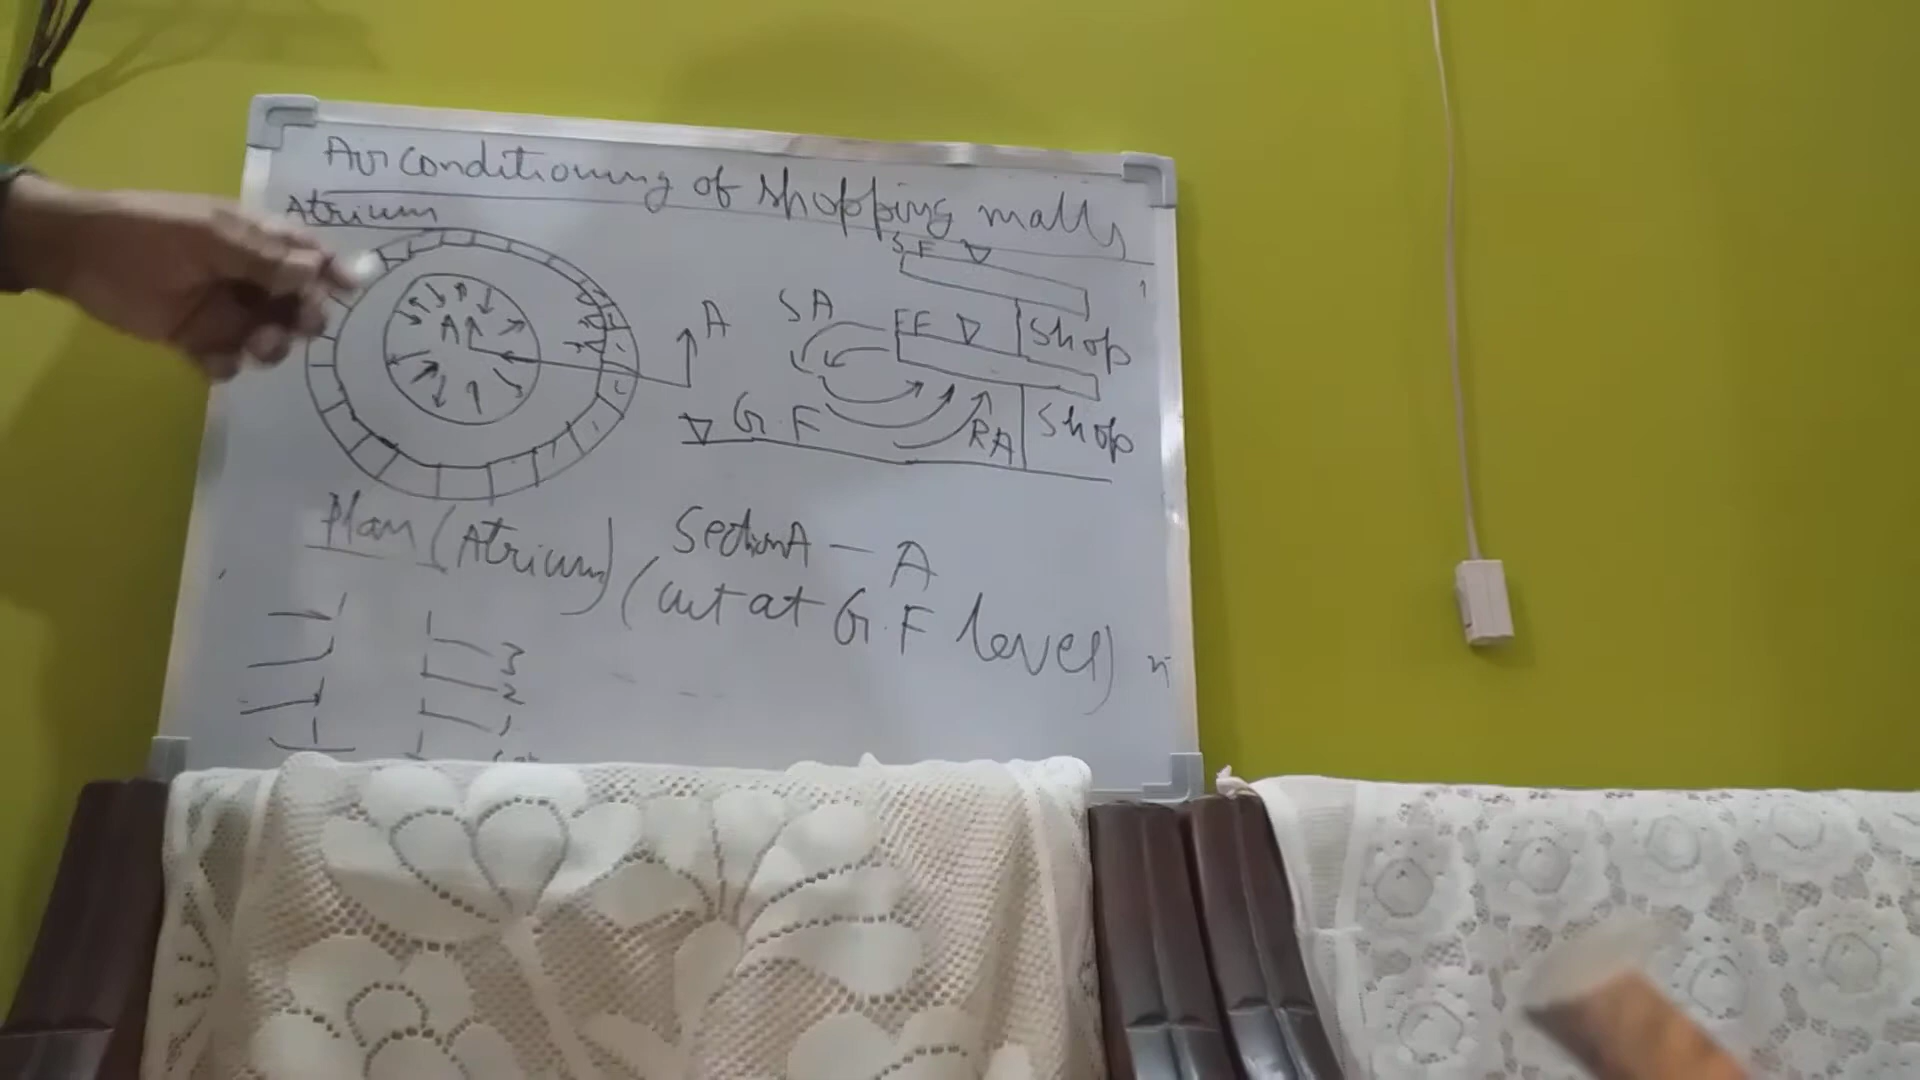 Air conditioning of shopping malls
Atrium
S.F
A
A
SA
F.F
Shop
G.F
RA
Shop
Plan (Atrium)
Section A - A
(cut at G.F level)
3
2
1